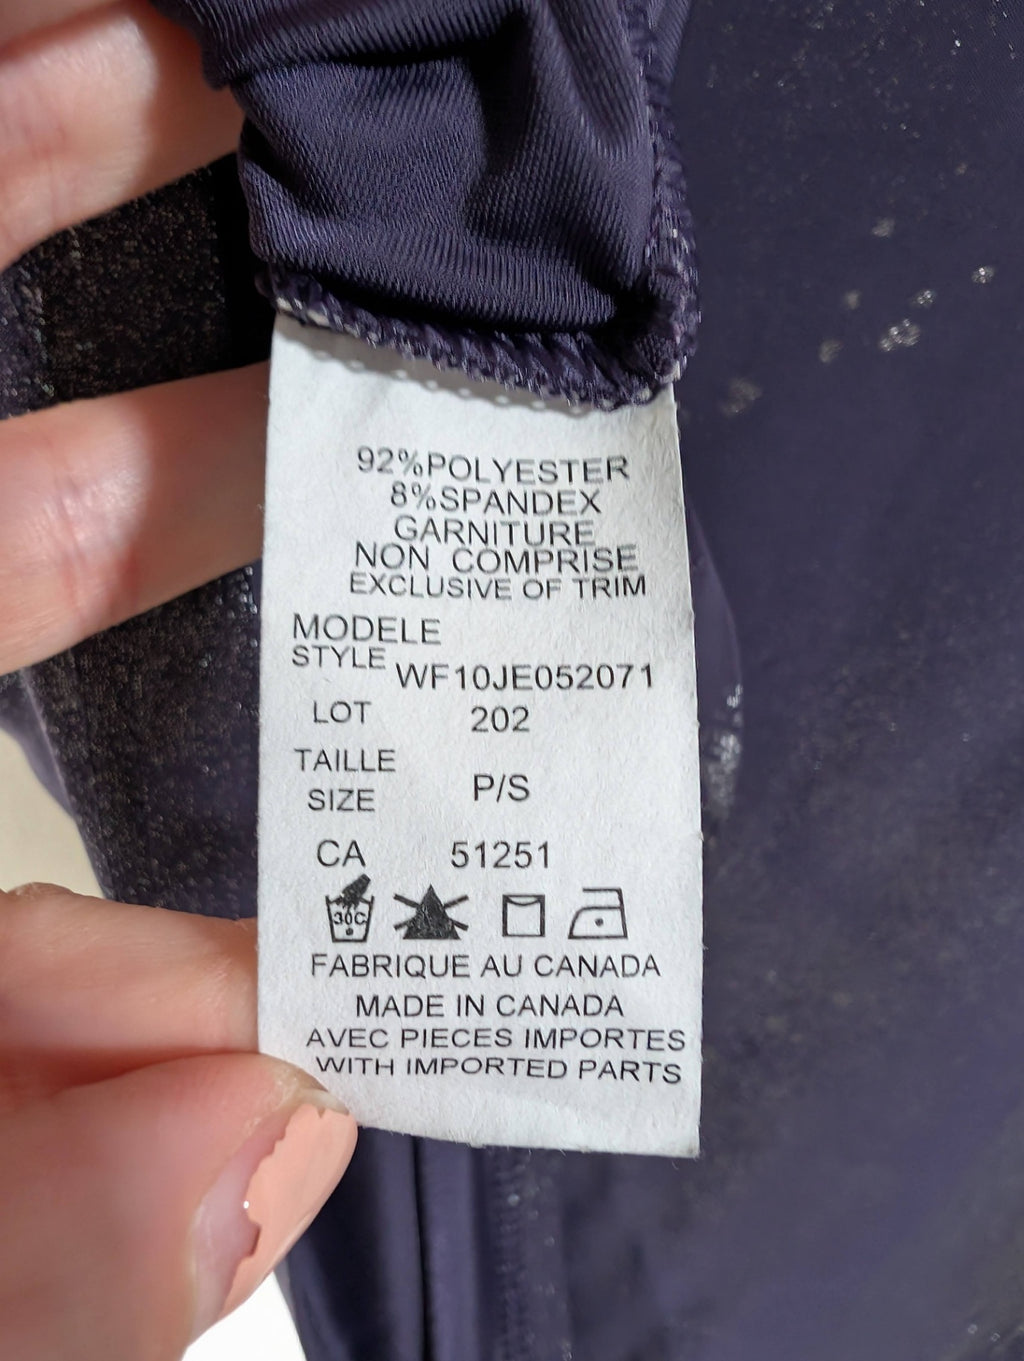 92%POLYESTER
8%SPANDEX
GARNITURE
NON COMPRISE
EXCLUSIVE OF TRIM
MODELE
STYLE WF10JE052071
LOT 202
TAILLE
SIZE P/S
CA 51251
30C
FABRIQUE AU CANADA
MADE IN CANADA
AVEC PIECES IMPORTES
WITH IMPORTED PARTS